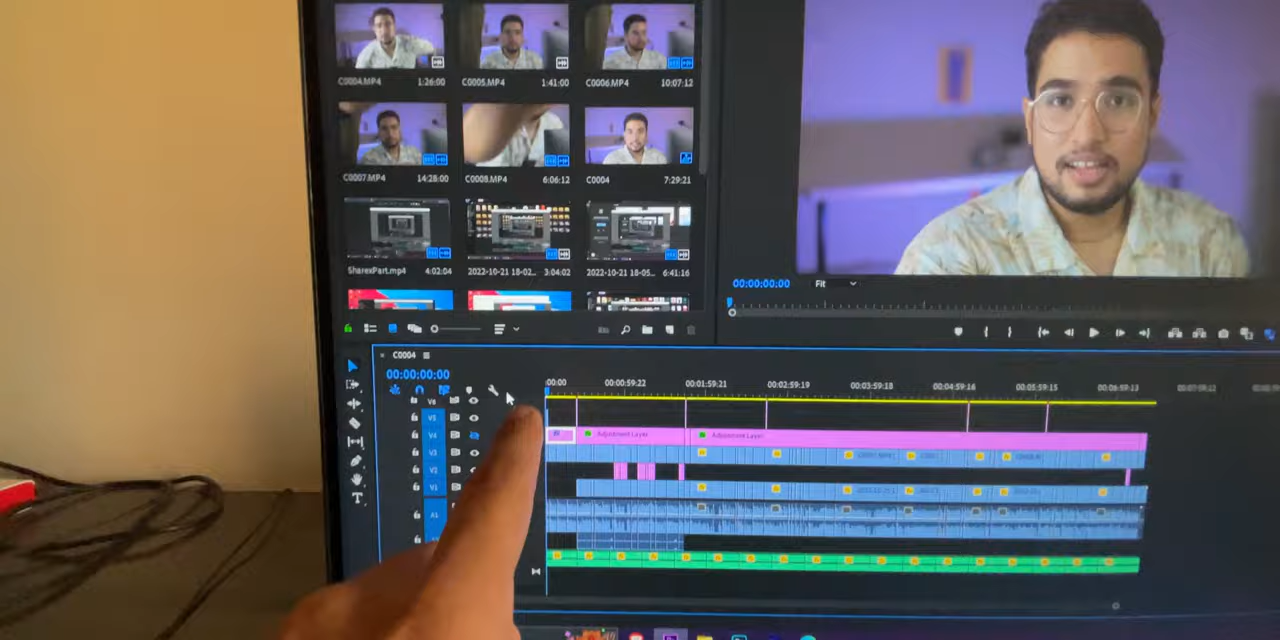 C0004.MP4 1:26:00 C0005.MP4 1:41:00 C0006.MP4 10:07:12
C0007.MP4 14:28:00 C0008.MP4 6:06:12 C0004 7:29:21
SharexPart.mp4 4:02:04 2022-10-21 18-02... 3:04:02 2022-10-21 18-05... 6:41:16
00:00:00:00 Fit
C0004
00:00:00:00
00:00 00:00:59:22 00:01:59:21 00:02:59:19 00:03:59:18 00:04:59:16 00:05:59:15 00:06:59:13 00:07:59:12
V6
V5
V4 Adjustment Layer Adjustment Layer
V3
V2
V1
A1